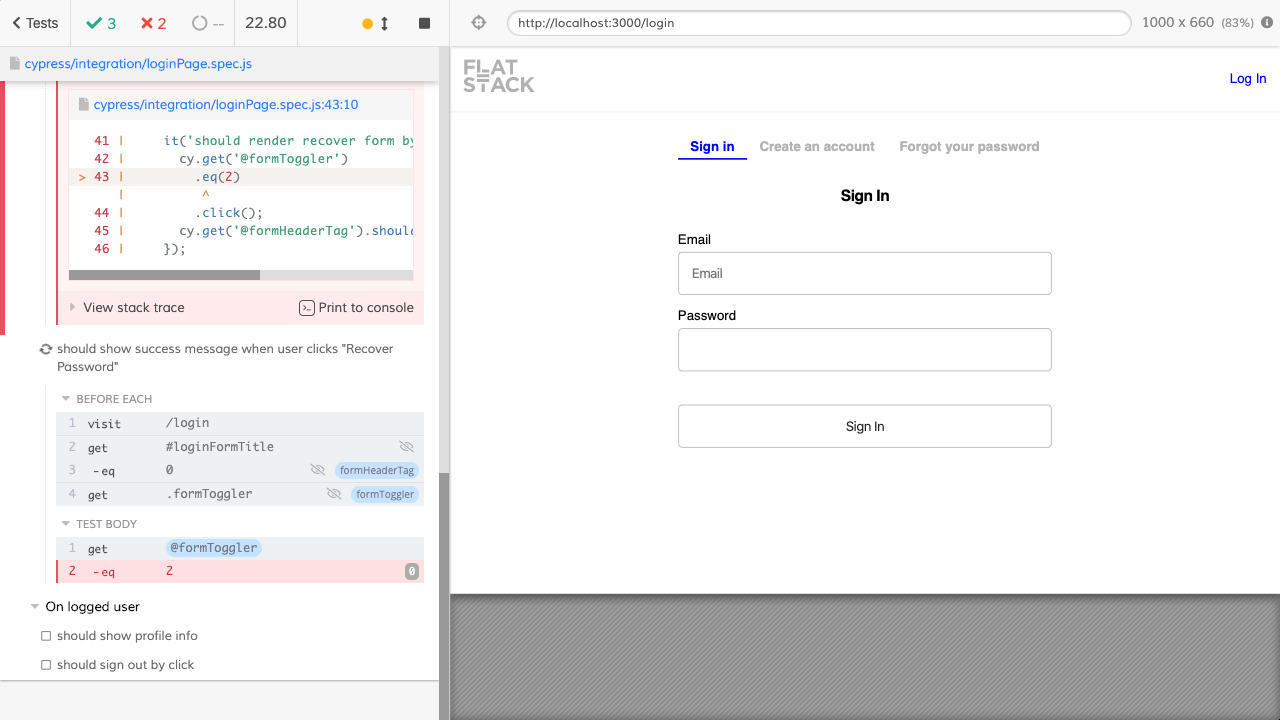 Tests
3
2
--
22.80
http://localhost:3000/login
1000 x 660 (83%)
cypress/integration/loginPage.spec.js
cypress/integration/loginPage.spec.js:43:10
41 | it('should render recover form by
42 | cy.get('@formToggler')
> 43 | .eq(2)
| ^
44 | .click();
45 | cy.get('@formHeaderTag').should
46 | });
View stack trace
Print to console
should show success message when user clicks "Recover
Password"
BEFORE EACH
1 visit /login
2 get #loginFormTitle
3 -eq 0 formHeaderTag
4 get .formToggler formToggler
TEST BODY
1 get @formToggler
2 -eq 2 0
On logged user
should show profile info
should sign out by click
FLAT
STACK
Log In
Sign in Create an account Forgot your password
Sign In
Email
Email
Password
Sign In